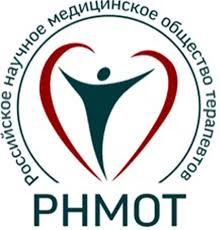 Российское научное медицинское общество терапевтов
РНМОТ